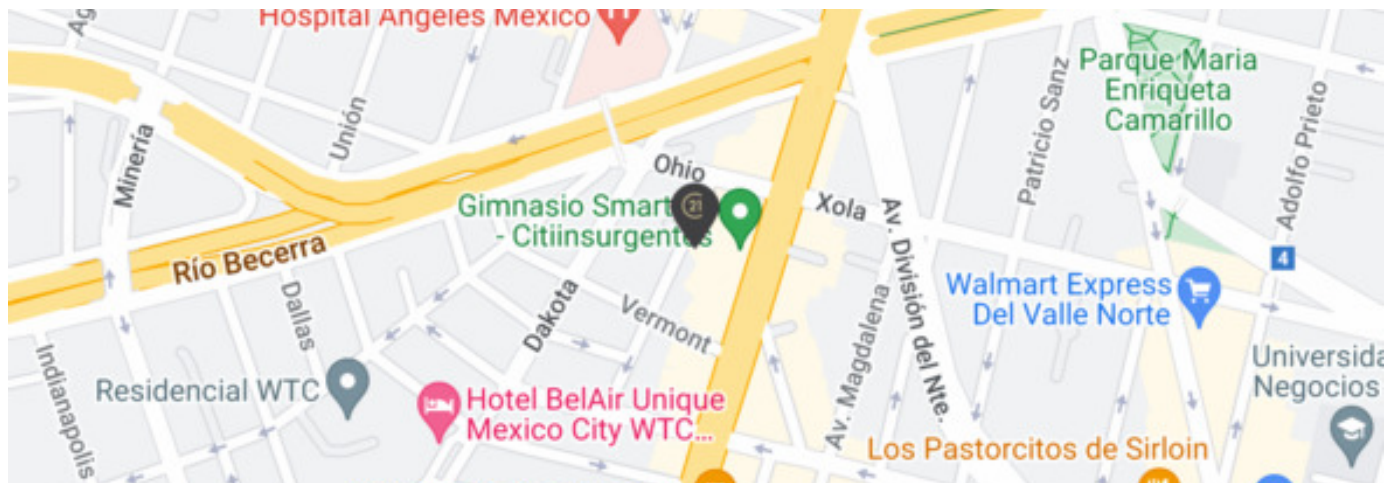 Hospital Angeles Mexico
Ag
Parque Maria
Enriqueta
Camarillo
Patricio Sanz
Adolfo Prieto
Unión
Minería
Ohio
Xola
Gimnasio Smart
- Citiinsurgentes
21
Av. División del Nte.
4
Río Becerra
Dallas
Dakota
Vermont
Walmart Express
Del Valle Norte
Av. Magdalena
Indianapolis
Residencial WTC
Hotel BelAir Unique
Mexico City WTC...
Universida
Negocios
Los Pastorcitos de Sirloin